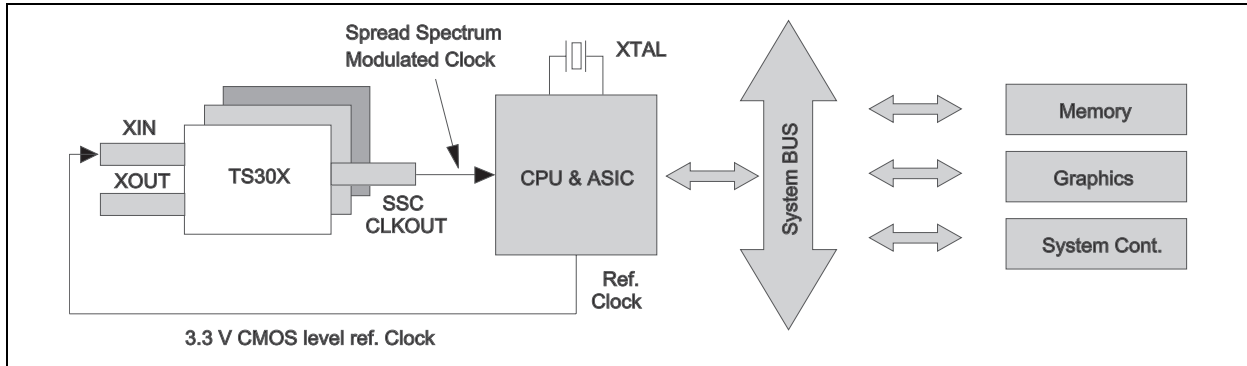 Spread Spectrum
Modulated Clock
XTAL
XIN
XOUT
TS30X
SSC
CLKOUT
CPU & ASIC
System BUS
Memory
Graphics
System Cont.
Ref.
Clock
3.3 V CMOS level ref. Clock